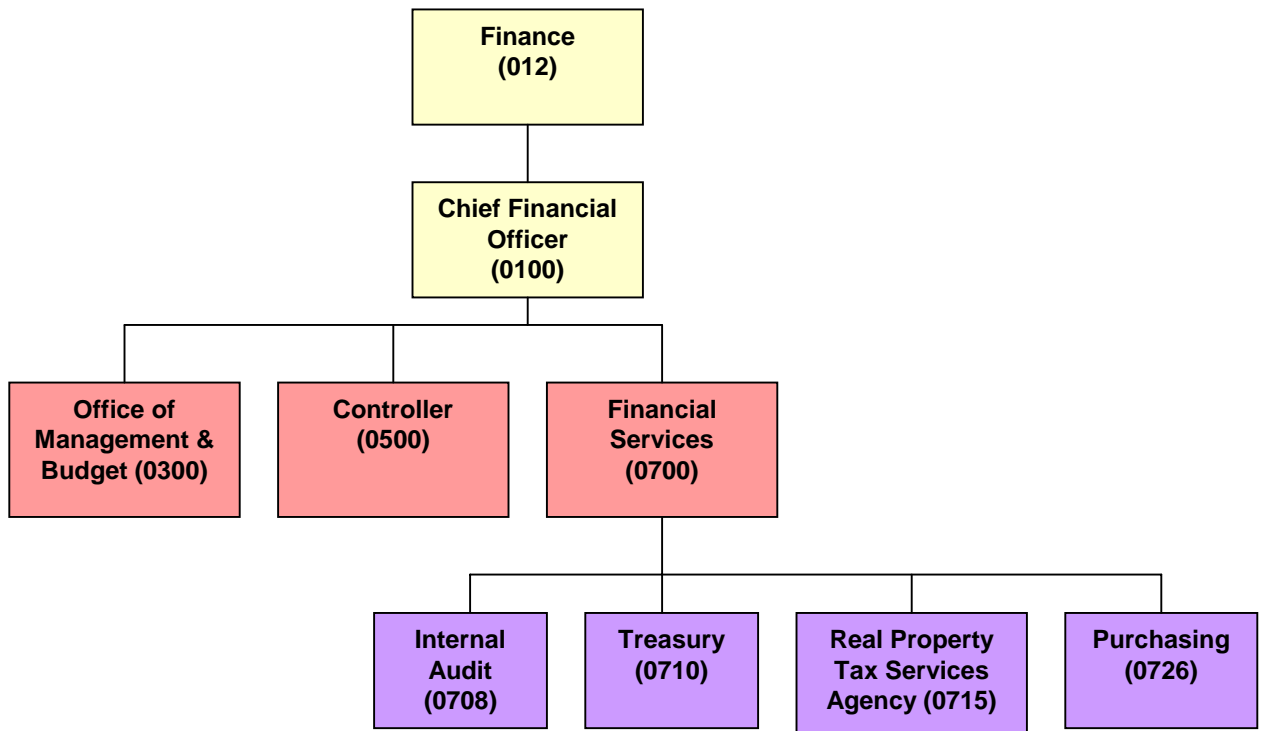 Finance
(012)
Chief Financial
Officer
(0100)
Office of
Management &
Budget (0300)
Controller
(0500)
Financial
Services
(0700)
Internal
Audit
(0708)
Treasury
(0710)
Real Property
Tax Services
Agency (0715)
Purchasing
(0726)